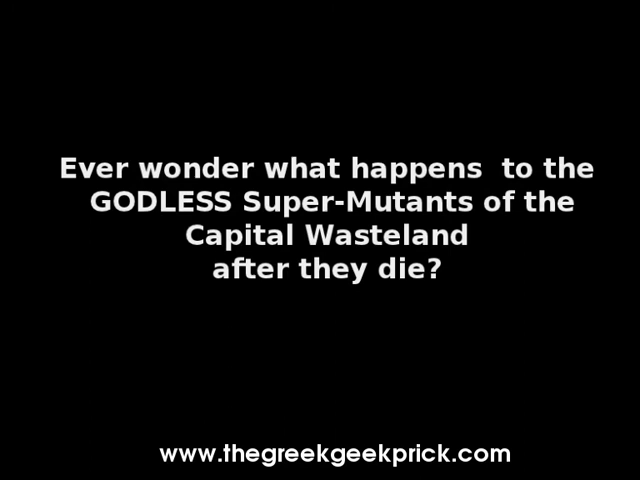 Ever wonder what happens  to the
GODLESS Super-Mutants of the
Capital Wasteland
after they die?
www.thegreekgeekprick.com